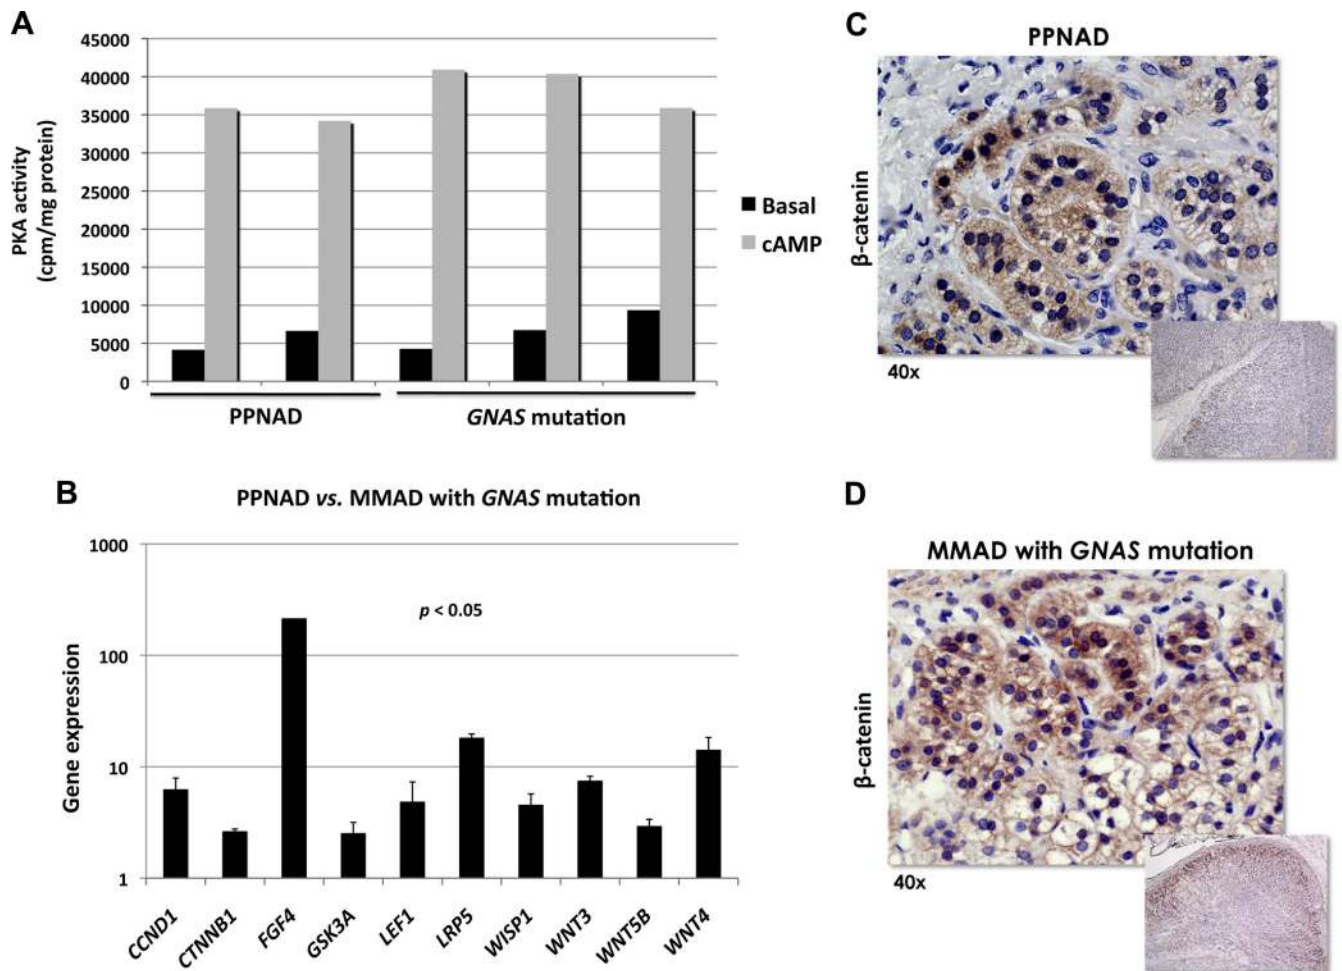 A
45000
40000
35000
30000
25000
20000
15000
10000
5000
0
PKA activity
(cpm/mg protein)
Basal
cAMP
PPNAD
GNAS mutation
B
PPNAD vs. MMAD with GNAS mutation
1000
100
10
1
Gene expression
p < 0.05
CCND1
CTNNB1
FGF4
GSK3A
LEF1
LRP5
WISP1
WNT3
WNT5B
WNT4
C
PPNAD
β-catenin
40x
D
MMAD with GNAS mutation
β-catenin
40x